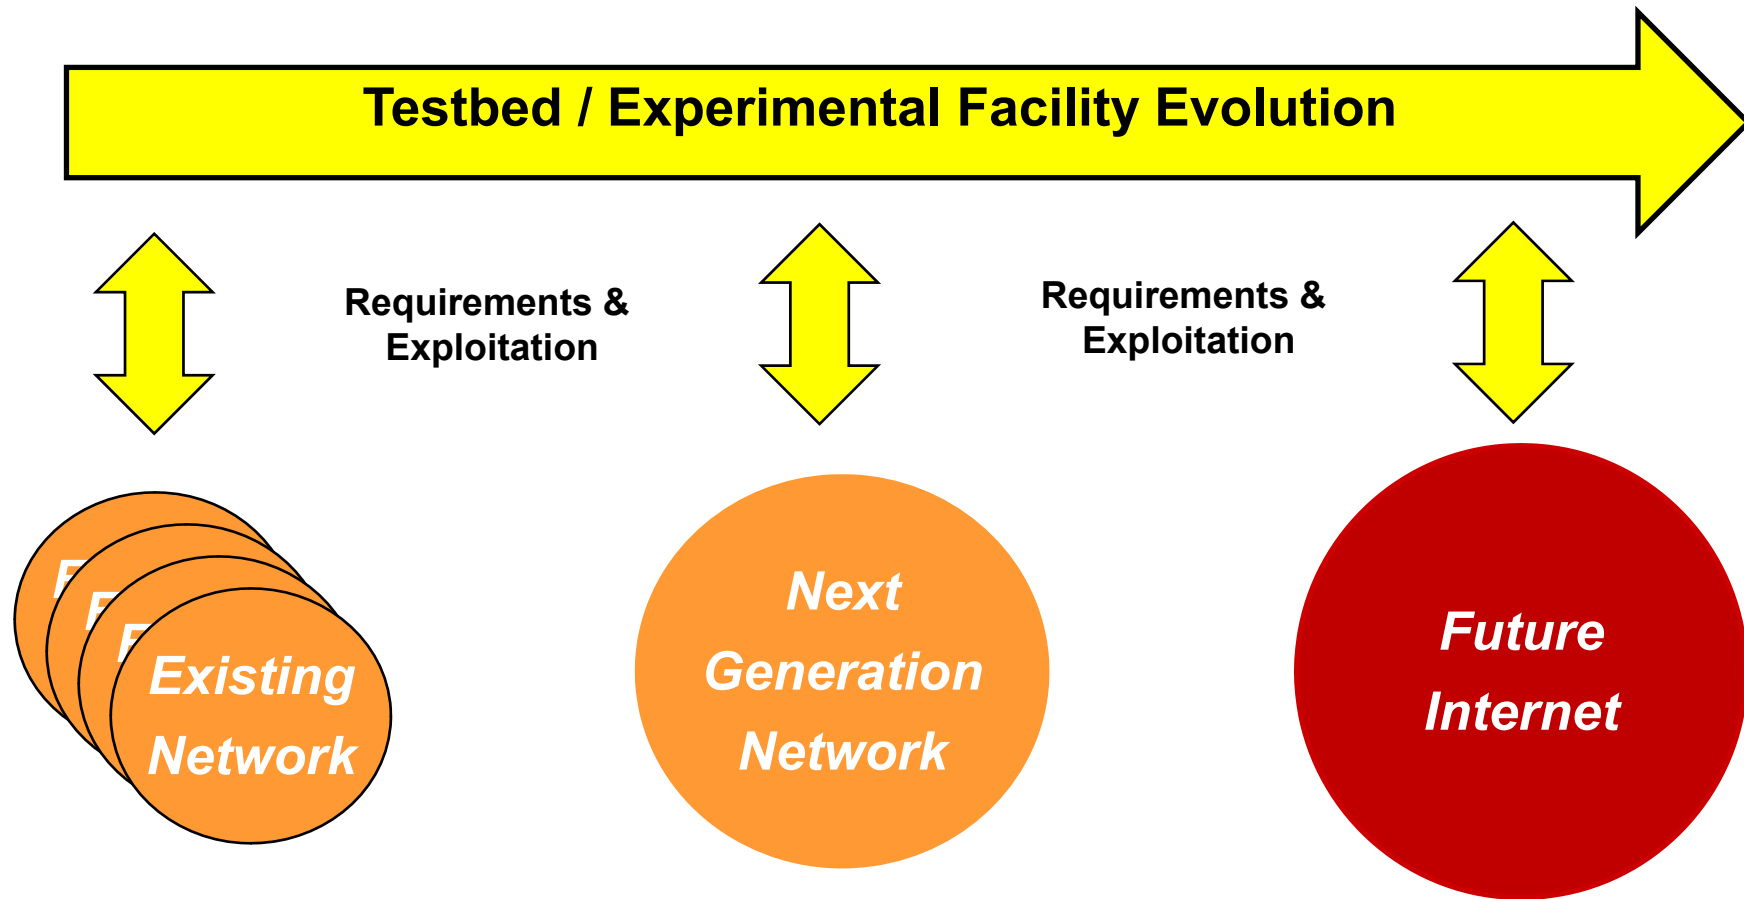 Testbed / Experimental Facility Evolution
Requirements &
Exploitation
Requirements &
Exploitation
Existing
Network
Next
Generation
Network
Future
Internet